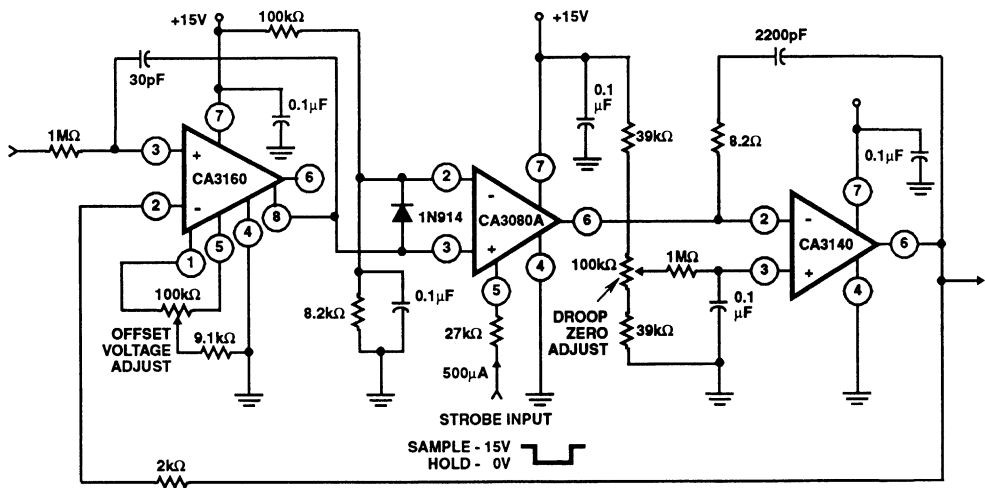 +15V
100kΩ
30pF
0.1µF
7
1MΩ
3
+
CA3160
6
2
-
8
1
5
4
100kΩ
OFFSET
VOLTAGE
ADJUST
9.1kΩ
2kΩ
1N914
8.2kΩ
0.1µF
+15V
0.1
µF
7
2
-
CA3080A
6
3
+
5
4
27kΩ
500µA
STROBE INPUT
SAMPLE - 15V
HOLD - 0V
39kΩ
100kΩ
DROOP
ZERO
ADJUST
39kΩ
1MΩ
0.1
µF
2200pF
8.2Ω
0.1µF
7
2
-
CA3140
6
3
+
4